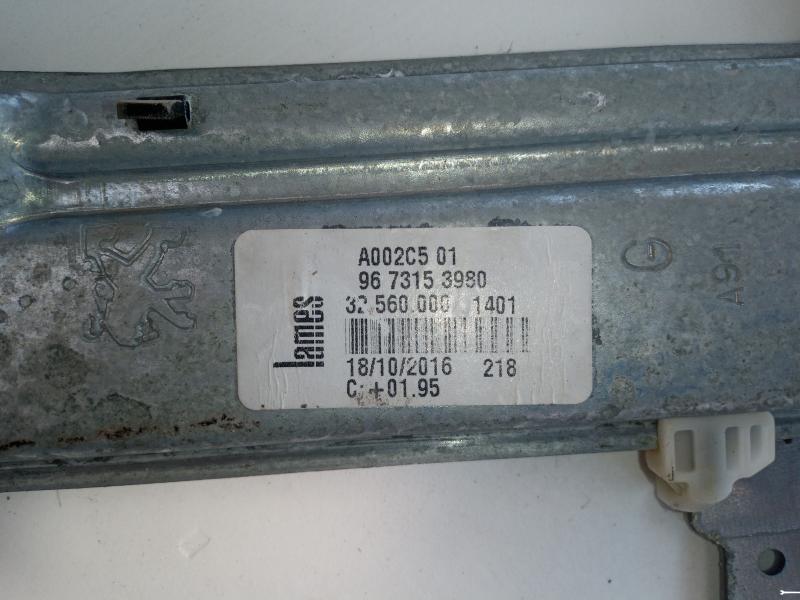 A002C5 01
96 7315 3980
32.560.000 1401
lames
18/10/2016 218
C:+01.95
G
A91